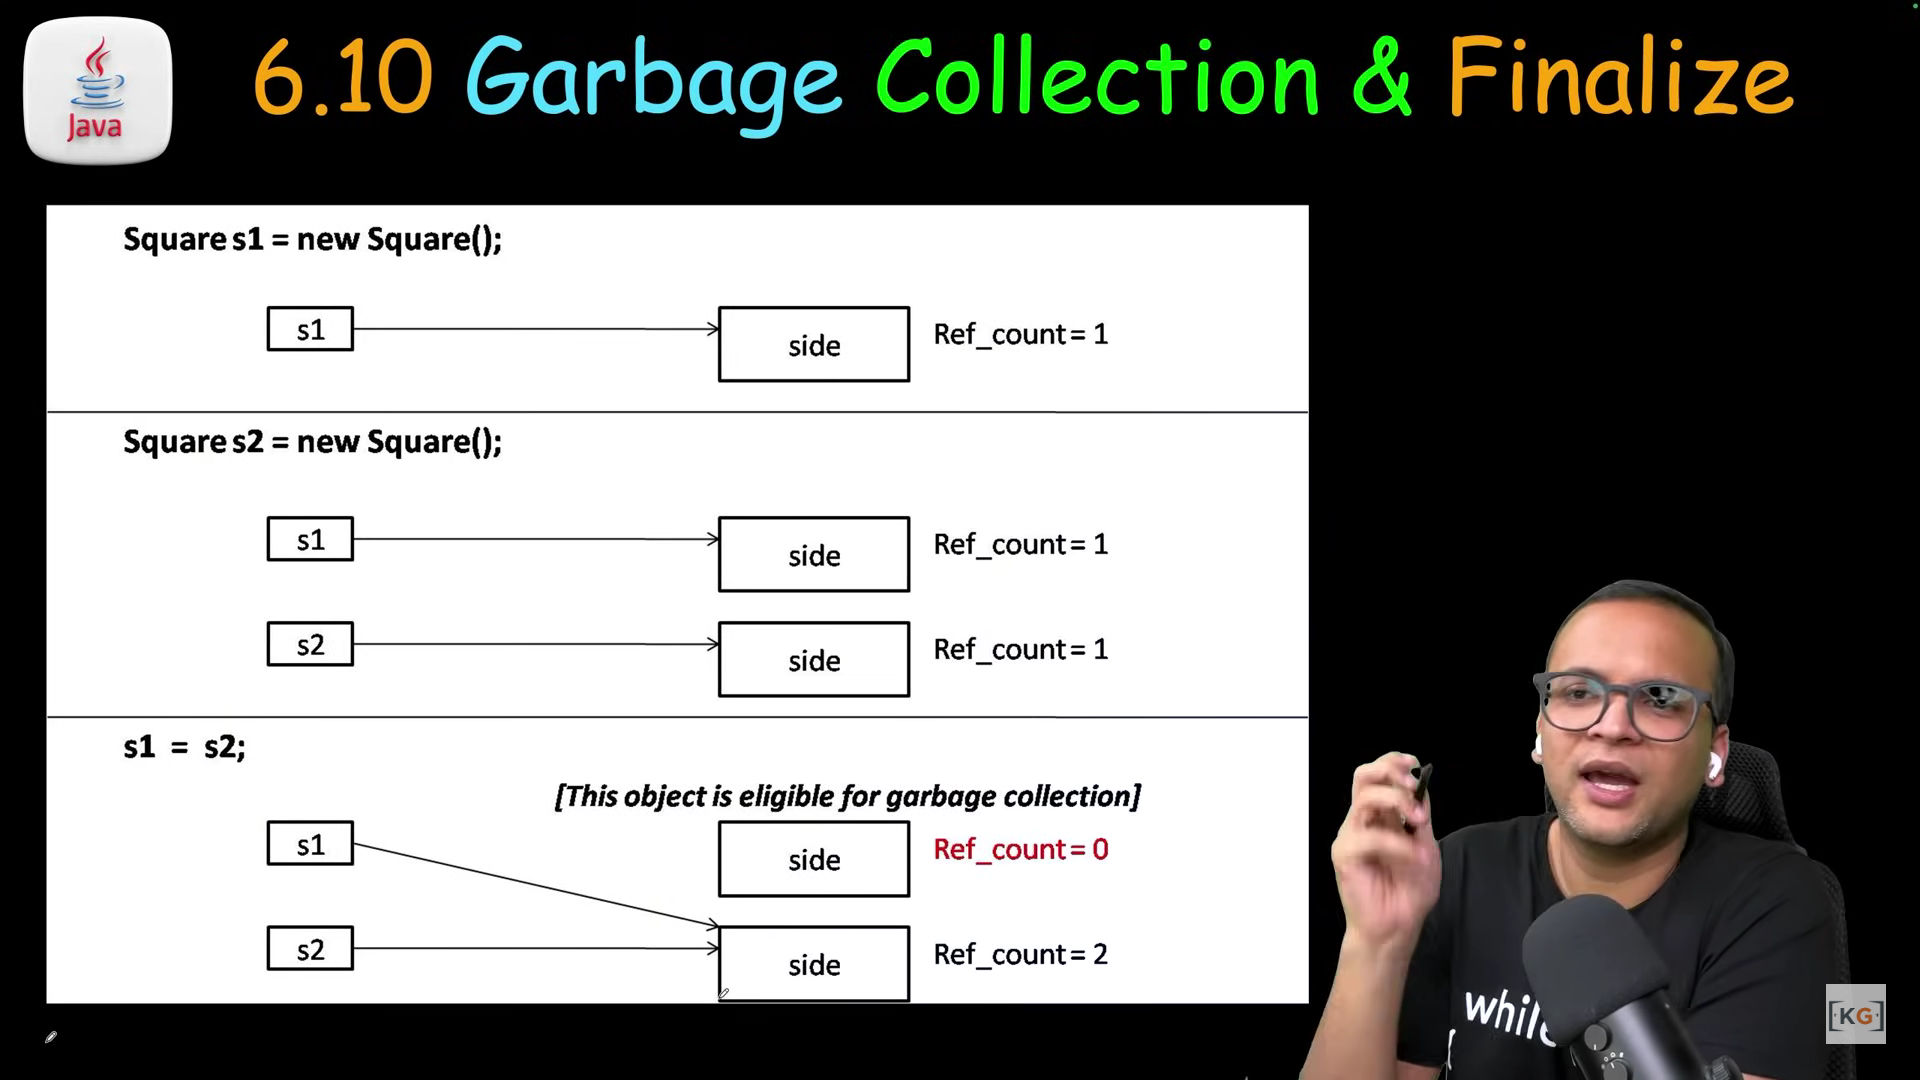 Java
6.10 Garbage Collection & Finalize
Square s1 = new Square();
s1
side
Ref_count = 1
Square s2 = new Square();
s1
side
Ref_count = 1
s2
side
Ref_count = 1
s1 = s2;
[This object is eligible for garbage collection]
s1
side
Ref_count = 0
s2
side
Ref_count = 2
while
[KG]